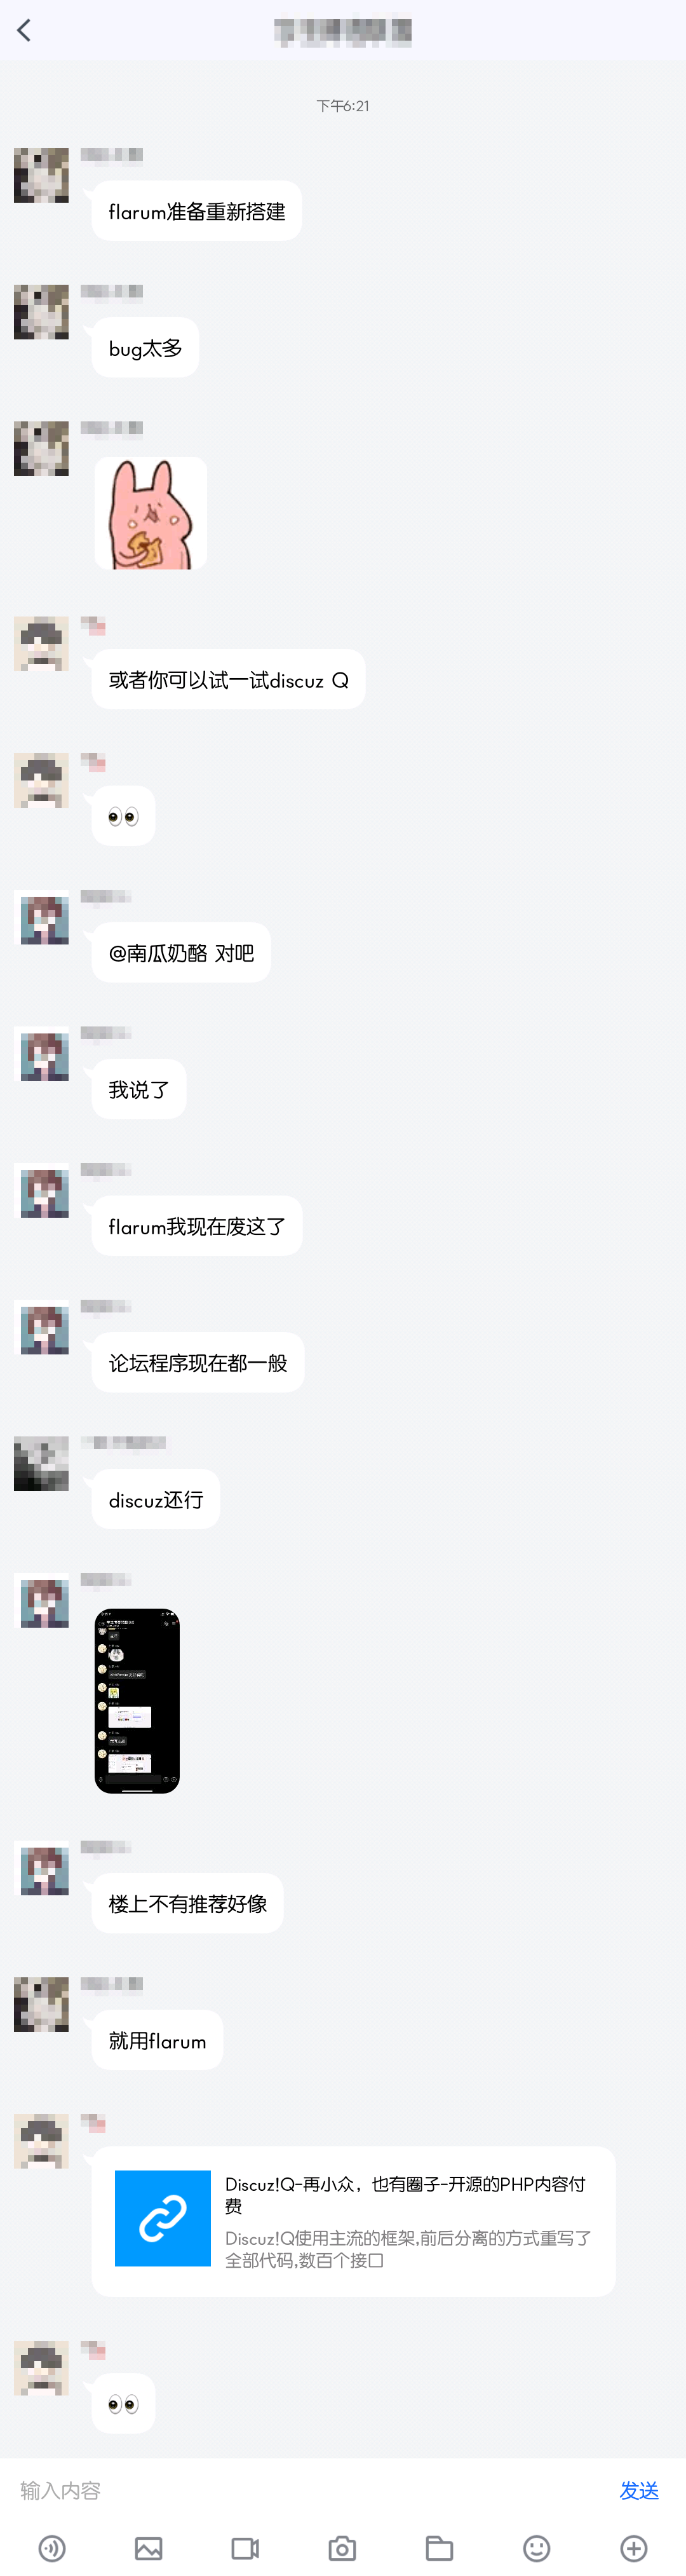 下午6:21
flarum准备重新搭建
bug太多
或者你可以试一试discuz Q
👀
@南瓜奶酪 对吧
我说了
flarum我现在废这了
论坛程序现在都一般
discuz还行
楼上不有推荐好像
就用flarum
Discuz!Q-再小众，也有圈子-开源的PHP内容付
费
Discuz!Q使用主流的框架,前后分离的方式重写了
全部代码,数百个接口
👀
输入内容
发送